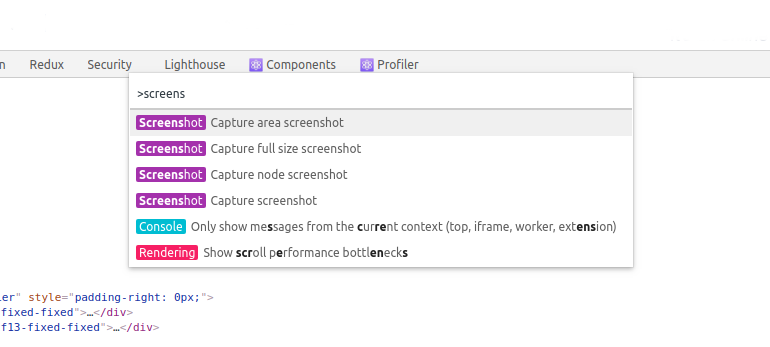 n Redux Security Lighthouse Components Profiler
>screens
Screenshot Capture area screenshot
Screenshot Capture full size screenshot
Screenshot Capture node screenshot
Screenshot Capture screenshot
Console Only show messages from the current context (top, iframe, worker, extension)
Rendering Show scroll performance bottlenecks
ler" style="padding-right: 0px;">
fixed-fixed">…</div>
f13-fixed-fixed">…</div>